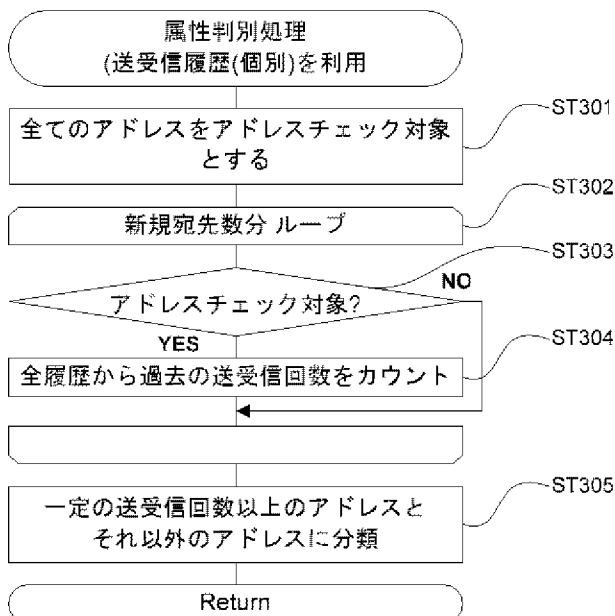 属性判別処理
(送受信履歴(個別)を利用
全てのアドレスをアドレスチェック対象
とする
ST301
新規宛先数分 ループ
ST302
アドレスチェック対象?
ST303
NO
YES
全履歴から過去の送受信回数をカウント
ST304
一定の送受信回数以上のアドレスと
それ以外のアドレスに分類
ST305
Return